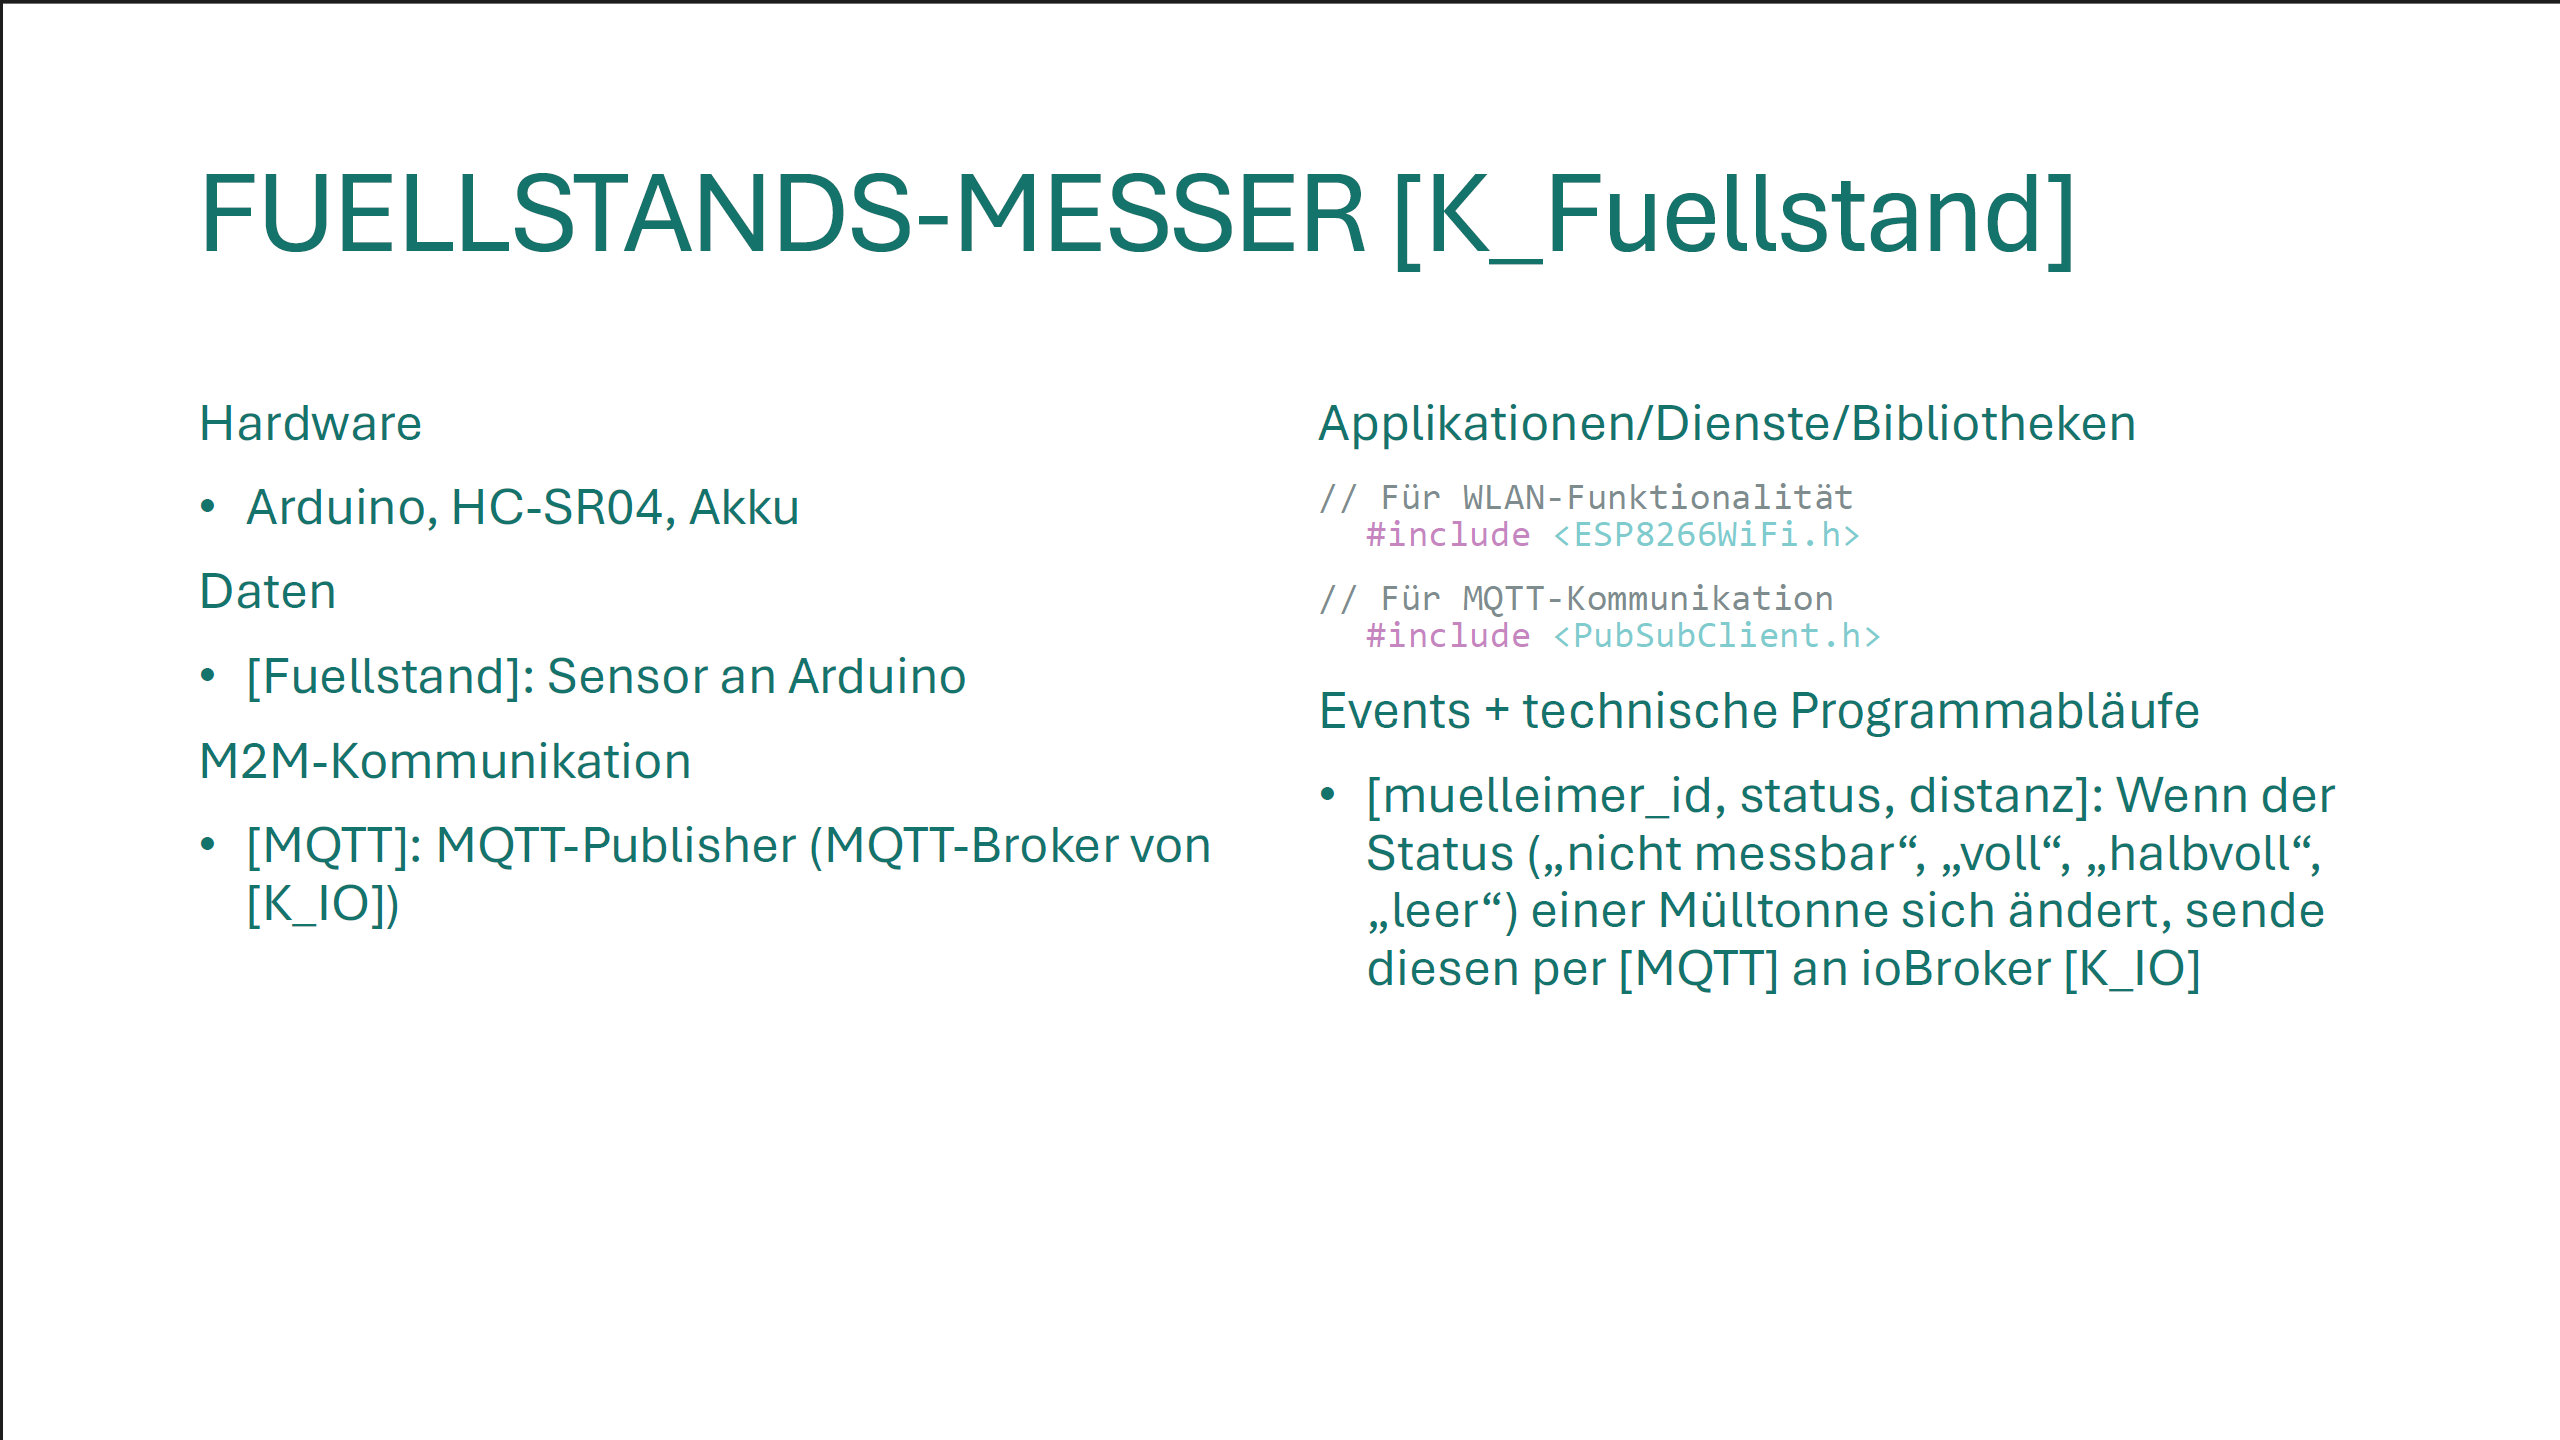 FUELLSTANDS-MESSER [K_Fuellstand]
Hardware
• Arduino, HC-SR04, Akku
Daten
• [Fuellstand]: Sensor an Arduino
M2M-Kommunikation
• [MQTT]: MQTT-Publisher (MQTT-Broker von
[K_IO])
Applikationen/Dienste/Bibliotheken
// Für WLAN-Funktionalität
#include <ESP8266WiFi.h>
// Für MQTT-Kommunikation
#include <PubSubClient.h>
Events + technische Programmabläufe
• [muelleimer_id, status, distanz]: Wenn der
Status („nicht messbar“, „voll“, „halbvoll“,
„leer“) einer Mülltonne sich ändert, sende
diesen per [MQTT] an ioBroker [K_IO]